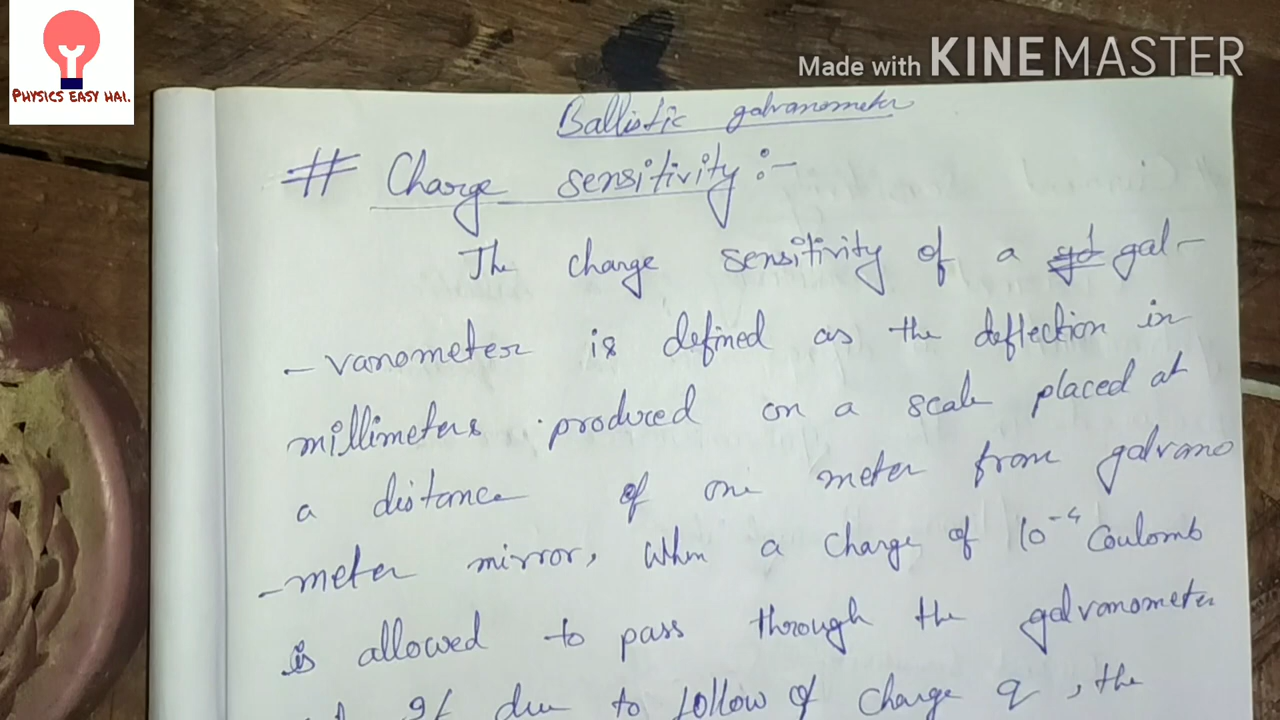 Made with KINEMASTER
PHYSICS EASY HAI.
Ballistic galvanometer
# Charge sensitivity :-
The charge sensitivity of a gal-
-vanometer is defined as the deflection in
millimeters produced on a scale placed at
a distance of one meter from galvano
-meter mirror, When a charge of 10⁻⁴ Coulomb
is allowed to pass through the galvanometer
If due to follow of charge q, the